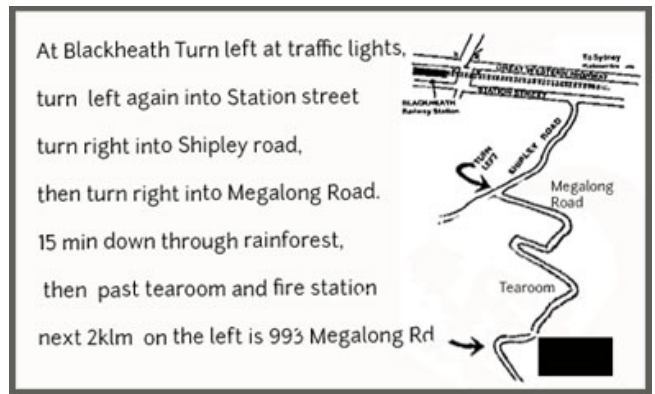 At Blackheath Turn left at traffic lights,
turn left again into Station street
turn right into Shipley road,
then turn right into Megalong Road.
15 min down through rainforest,
then past tearoom and fire station
next 2klm on the left is 993 Megalong Rd
To Sydney
GREAT WESTERN HIGHWAY
STATION STREET
BLACKHEATH
Railway Station
SHIPLEY ROAD
TURN
LEFT
Megalong
Road
Tearoom